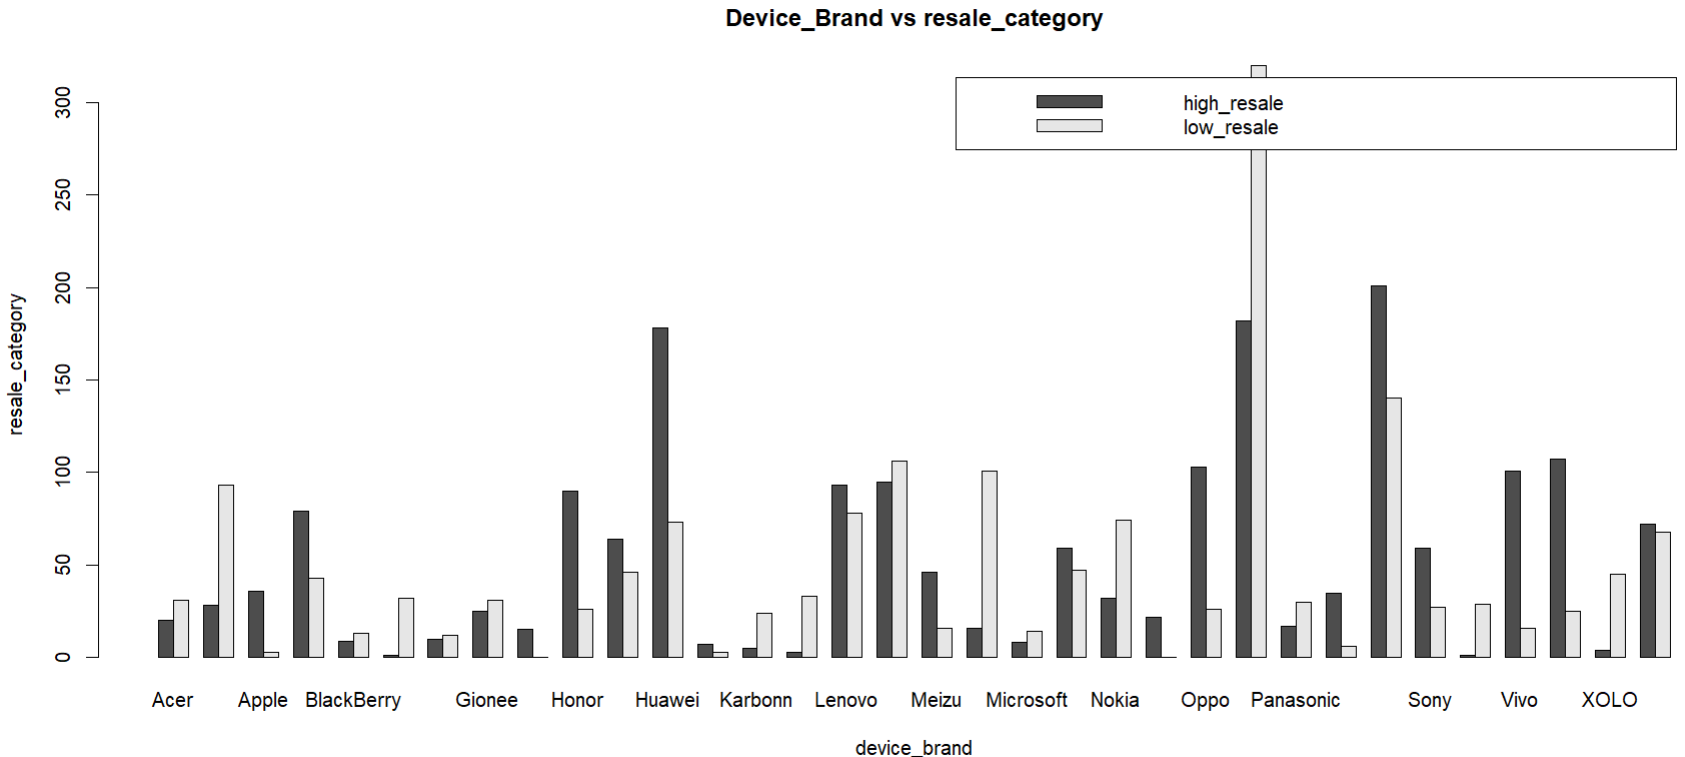 Device_Brand vs resale_category
high_resale
low_resale
300
250
200
150
100
50
0
resale_category
Acer Apple BlackBerry Gionee Honor Huawei Karbonn Lenovo Meizu Microsoft Nokia Oppo Panasonic Sony Vivo XOLO
device_brand